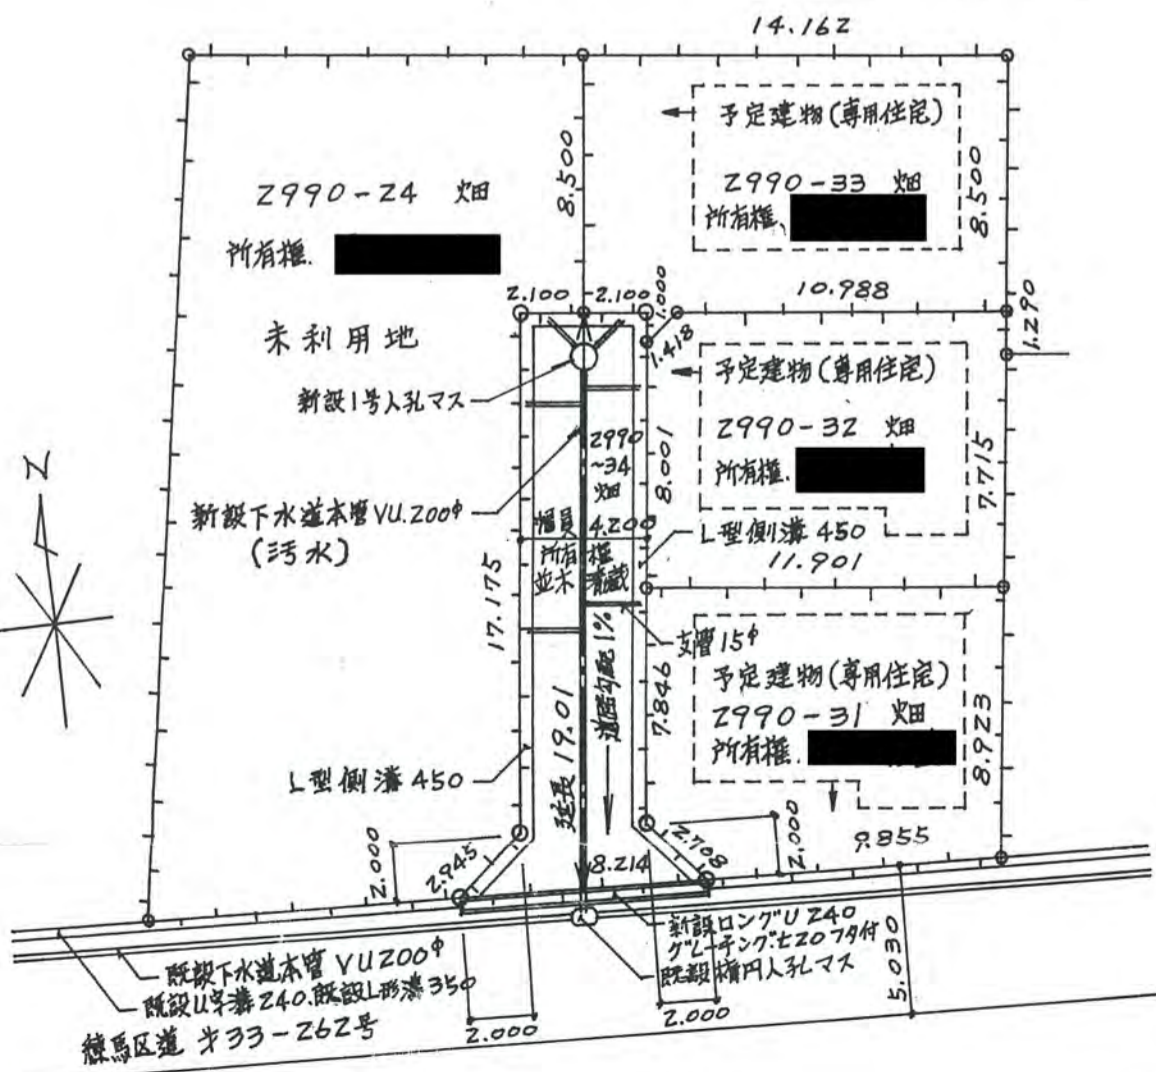 14.162
予定建物(専用住宅)
8.500
2990-33 畑
所有権、
8.500
2990-24 畑
所有権.
2.100
2.100
1.000
10.988
1.290
未利用地
1.418
予定建物(専用住宅)
新設1号人孔マス
2990-32 畑
所有権.
7.715
2990
~34
畑
8.001
N
新設下水道本管VU.200φ
(汚水)
幅員 4.200
所有権
並木
L型側溝 450
11.901
17.175
支管 15φ
道路勾配 1%
7.846
予定建物(専用住宅)
2990-31 畑
所有権.
8.923
延長 19.01
L型側溝 450
2.000
2.945
2.708
2.000
9.855
8.214
新設ロングU 240
グレーチング.t20フタ付
既設楕円人孔マス
5.030
既設下水道本管 VU200φ
既設U字溝240.既設L形溝350
2.000
2.000
練馬区道 才33-262号